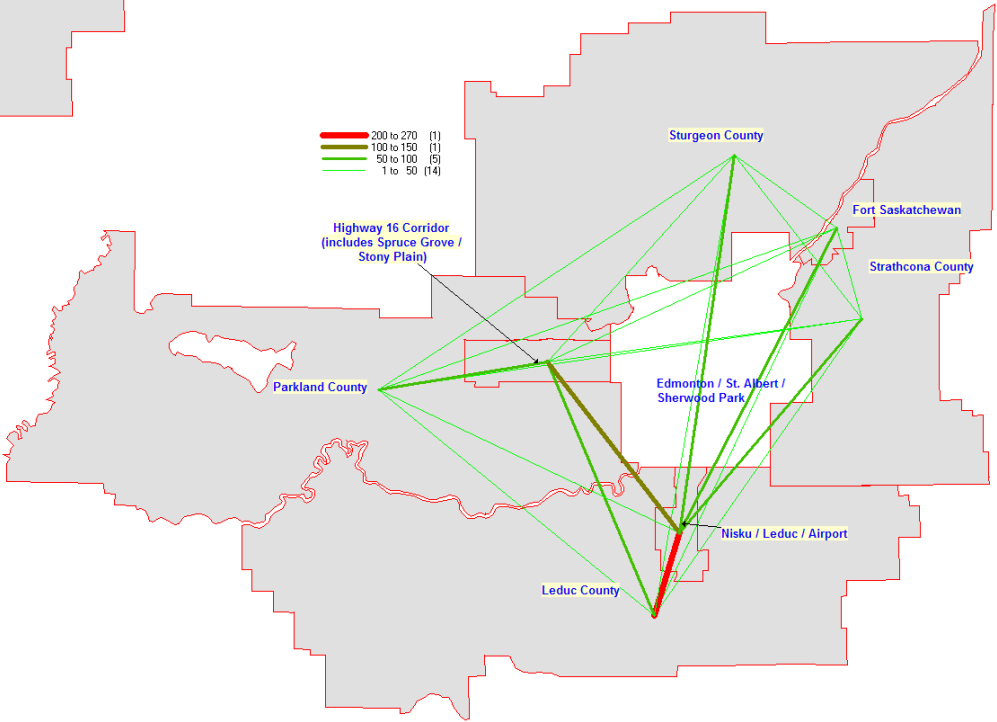 Sturgeon County
200 to 270 (1)
100 to 150 (1)
50 to 100 (5)
1 to 50 (14)
Fort Saskatchewan
Highway 16 Corridor
(includes Spruce Grove /
Stony Plain)
Strathcona County
Parkland County
Edmonton / St. Albert /
Sherwood Park
Nisku / Leduc / Airport
Leduc County